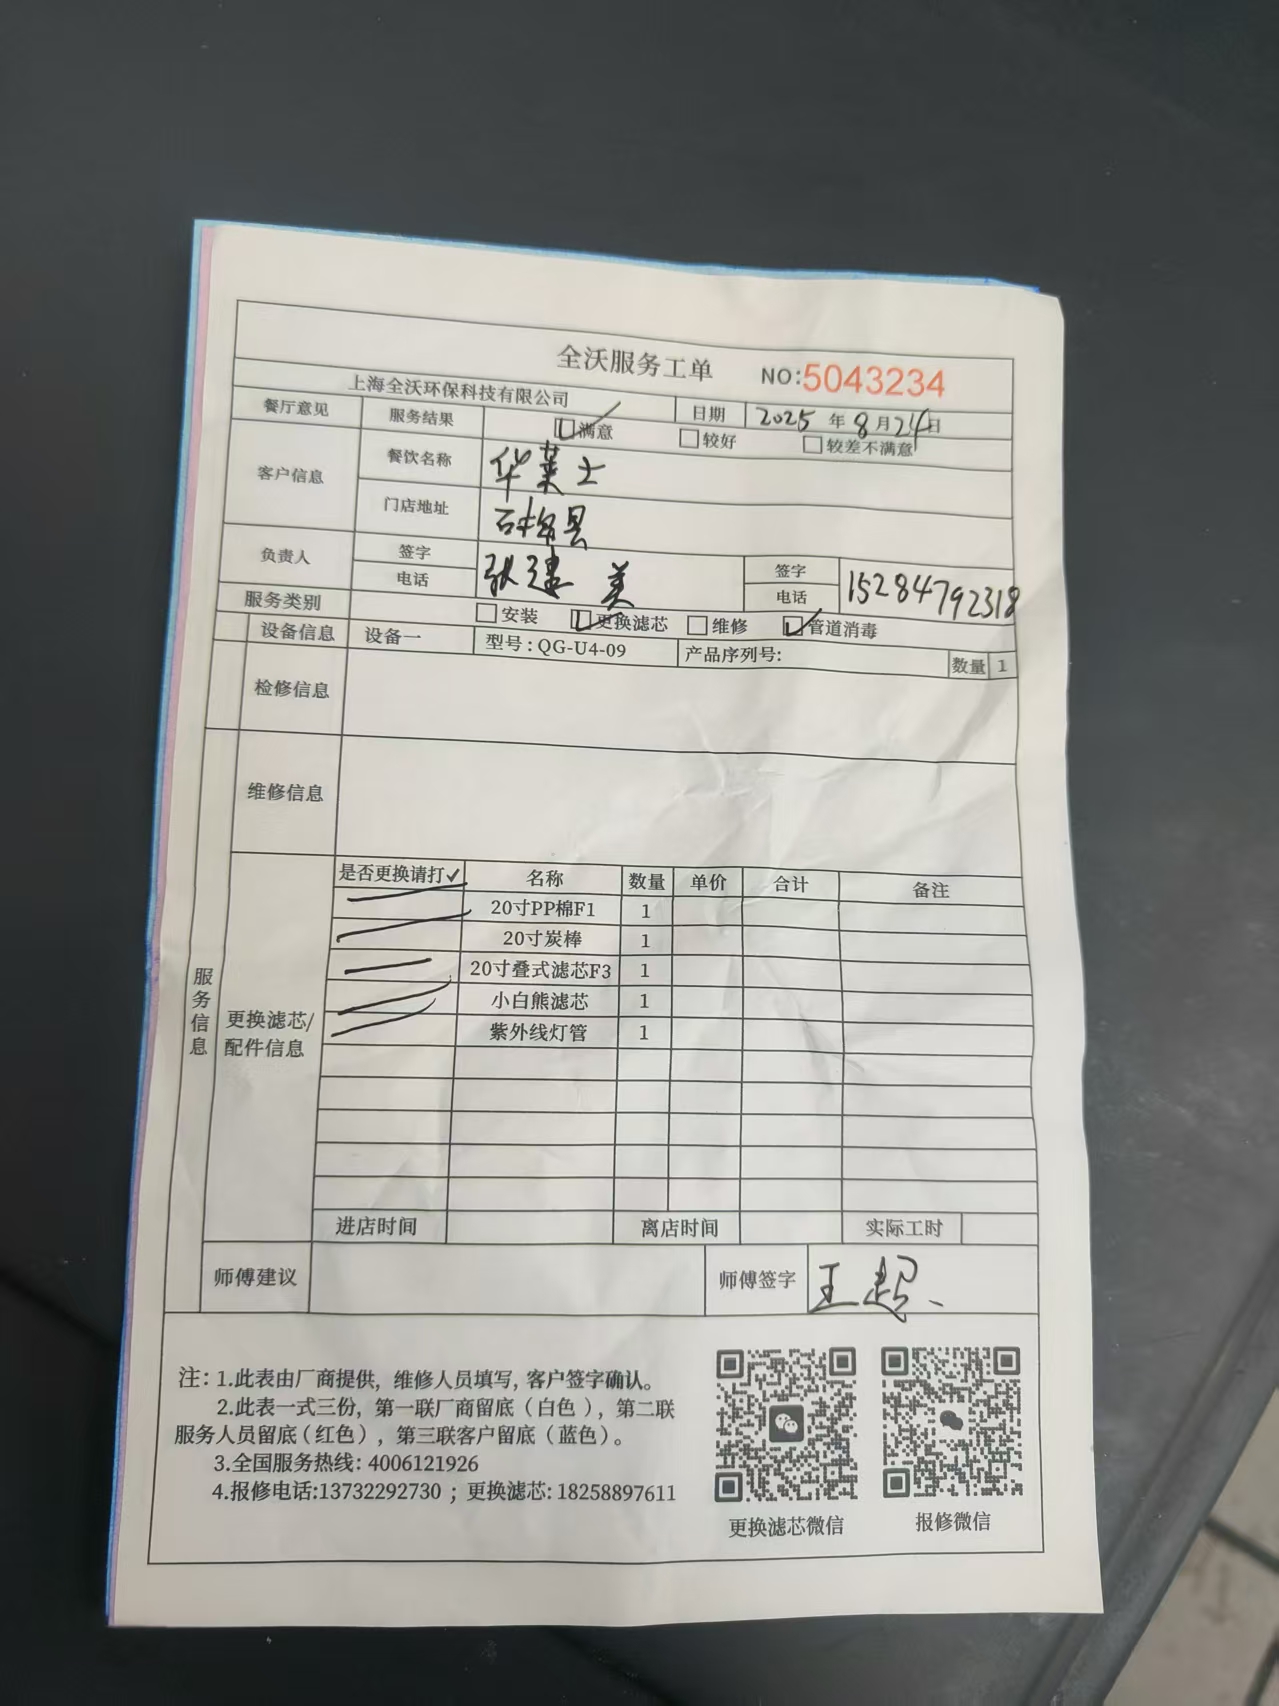 全沃服务工单 NO:5043234
上海全沃环保科技有限公司 日期 2025 年 8 月 24 日
餐厅意见 服务结果 满意 较好 较差不满意
客户信息 餐饮名称 华莱士
门店地址 石棉县
负责人 签字 电话 张建美 签字 电话 15284792318
服务类别 安装 更换滤芯 维修 管道消毒
设备信息 设备一 型号:QG-U4-09 产品序列号: 数量 1
检修信息
维修信息
服务信息
更换滤芯/配件信息
是否更换请打✓ 名称 数量 单价 合计 备注
20寸PP棉F1 1
20寸炭棒 1
20寸叠式滤芯F3 1
小白熊滤芯 1
紫外线灯管 1
进店时间 离店时间 实际工时
师傅建议 师傅签字 王起
注:1.此表由厂商提供,维修人员填写,客户签字确认。
2.此表一式三份,第一联厂商留底(白色),第二联
服务人员留底(红色),第三联客户留底(蓝色)。
3.全国服务热线:4006121926
4.报修电话:13732292730 ;更换滤芯:18258897611
更换滤芯微信 报修微信